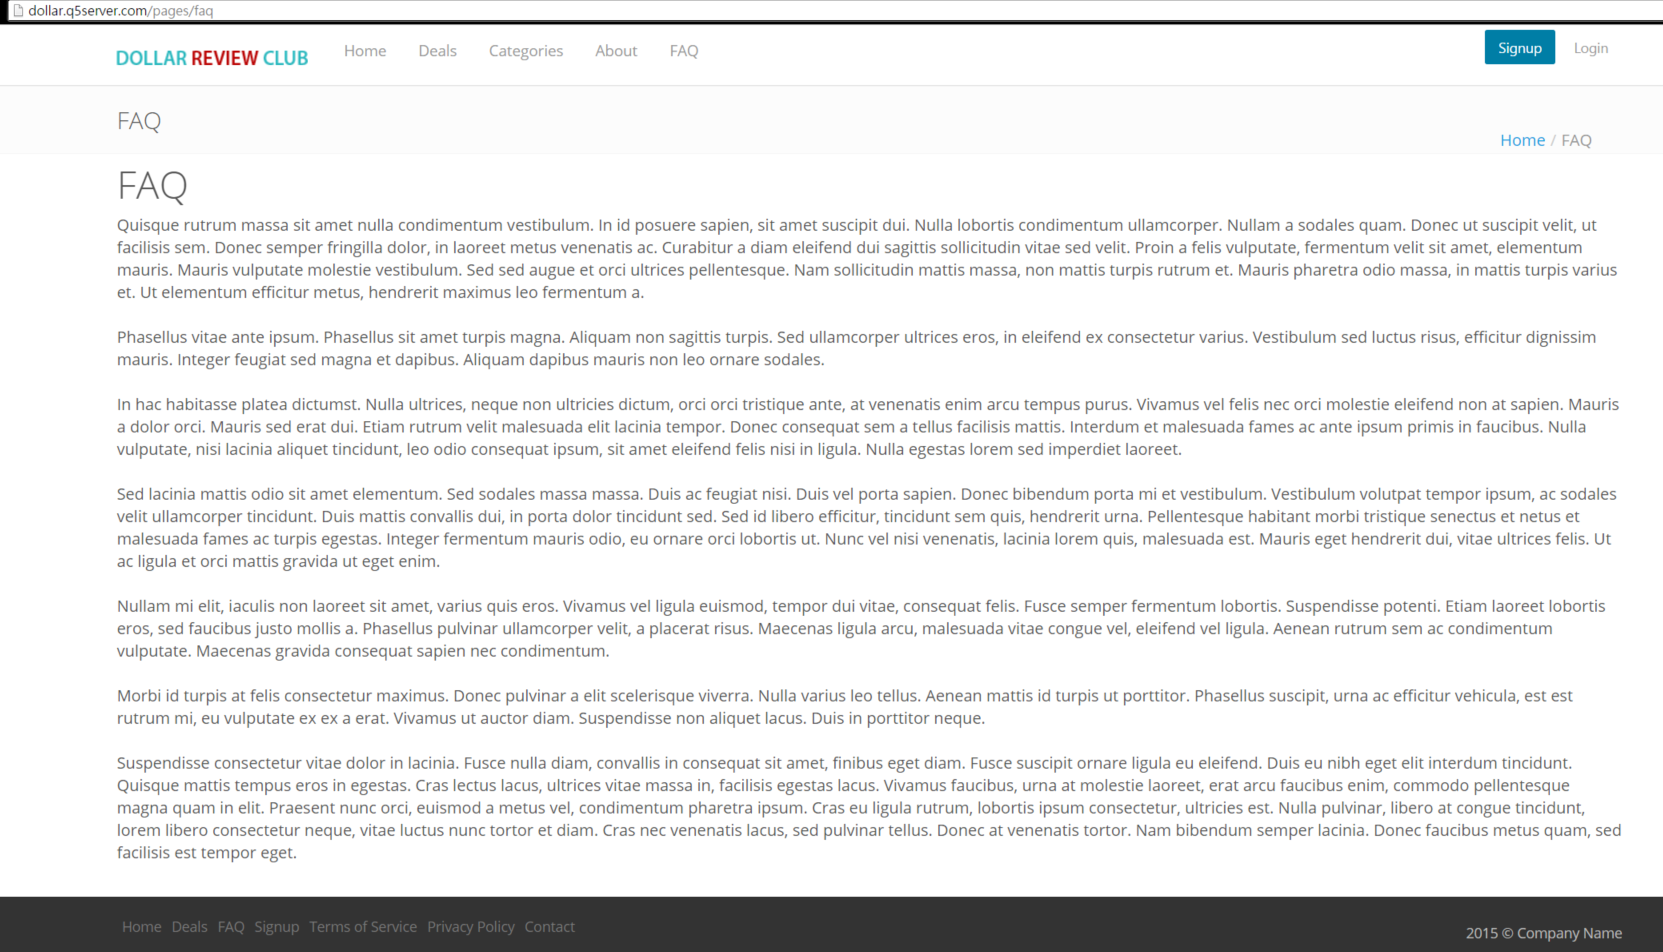 dollar.q5server.com/pages/faq
DOLLAR REVIEW CLUB Home Deals Categories About FAQ Signup Login
FAQ
Home / FAQ
FAQ
Quisque rutrum massa sit amet nulla condimentum vestibulum. In id posuere sapien, sit amet suscipit dui. Nulla lobortis condimentum ullamcorper. Nullam a sodales quam. Donec ut suscipit velit, ut
facilisis sem. Donec semper fringilla dolor, in laoreet metus venenatis ac. Curabitur a diam eleifend dui sagittis sollicitudin vitae sed velit. Proin a felis vulputate, fermentum velit sit amet, elementum
mauris. Mauris vulputate molestie vestibulum. Sed sed augue et orci ultrices pellentesque. Nam sollicitudin mattis massa, non mattis turpis rutrum et. Mauris pharetra odio massa, in mattis turpis varius
et. Ut elementum efficitur metus, hendrerit maximus leo fermentum a.
Phasellus vitae ante ipsum. Phasellus sit amet turpis magna. Aliquam non sagittis turpis. Sed ullamcorper ultrices eros, in eleifend ex consectetur varius. Vestibulum sed luctus risus, efficitur dignissim
mauris. Integer feugiat sed magna et dapibus. Aliquam dapibus mauris non leo ornare sodales.
In hac habitasse platea dictumst. Nulla ultrices, neque non ultricies dictum, orci orci tristique ante, at venenatis enim arcu tempus purus. Vivamus vel felis nec orci molestie eleifend non at sapien. Mauris
a dolor orci. Mauris sed erat dui. Etiam rutrum velit malesuada elit lacinia tempor. Donec consequat sem a tellus facilisis mattis. Interdum et malesuada fames ac ante ipsum primis in faucibus. Nulla
vulputate, nisi lacinia aliquet tincidunt, leo odio consequat ipsum, sit amet eleifend felis nisi in ligula. Nulla egestas lorem sed imperdiet laoreet.
Sed lacinia mattis odio sit amet elementum. Sed sodales massa massa. Duis ac feugiat nisi. Duis vel porta sapien. Donec bibendum porta mi et vestibulum. Vestibulum volutpat tempor ipsum, ac sodales
velit ullamcorper tincidunt. Duis mattis convallis dui, in porta dolor tincidunt sed. Sed id libero efficitur, tincidunt sem quis, hendrerit urna. Pellentesque habitant morbi tristique senectus et netus et
malesuada fames ac turpis egestas. Integer fermentum mauris odio, eu ornare orci lobortis ut. Nunc vel nisi venenatis, lacinia lorem quis, malesuada est. Mauris eget hendrerit dui, vitae ultrices felis. Ut
ac ligula et orci mattis gravida ut eget enim.
Nullam mi elit, iaculis non laoreet sit amet, varius quis eros. Vivamus vel ligula euismod, tempor dui vitae, consequat felis. Fusce semper fermentum lobortis. Suspendisse potenti. Etiam laoreet lobortis
eros, sed faucibus justo mollis a. Phasellus pulvinar ullamcorper velit, a placerat risus. Maecenas ligula arcu, malesuada vitae congue vel, eleifend vel ligula. Aenean rutrum sem ac condimentum
vulputate. Maecenas gravida consequat sapien nec condimentum.
Morbi id turpis at felis consectetur maximus. Donec pulvinar a elit scelerisque viverra. Nulla varius leo tellus. Aenean mattis id turpis ut porttitor. Phasellus suscipit, urna ac efficitur vehicula, est est
rutrum mi, eu vulputate ex ex a erat. Vivamus ut auctor diam. Suspendisse non aliquet lacus. Duis in porttitor neque.
Suspendisse consectetur vitae dolor in lacinia. Fusce nulla diam, convallis in consequat sit amet, finibus eget diam. Fusce suscipit ornare ligula eu eleifend. Duis eu nibh eget elit interdum tincidunt.
Quisque mattis tempus eros in egestas. Cras lectus lacus, ultrices vitae massa in, facilisis egestas lacus. Vivamus faucibus, urna at molestie laoreet, erat arcu faucibus enim, commodo pellentesque
magna quam in elit. Praesent nunc orci, euismod a metus vel, condimentum pharetra ipsum. Cras eu ligula rutrum, lobortis ipsum consectetur, ultricies est. Nulla pulvinar, libero at congue tincidunt,
lorem libero consectetur neque, vitae luctus nunc tortor et diam. Cras nec venenatis lacus, sed pulvinar tellus. Donec at venenatis tortor. Nam bibendum semper lacinia. Donec faucibus metus quam, sed
facilisis est tempor eget.
Home Deals FAQ Signup Terms of Service Privacy Policy Contact
2015 © Company Name